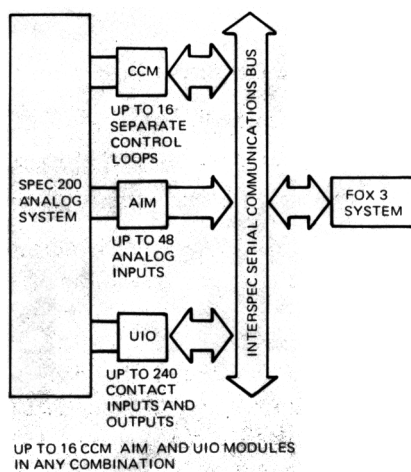 CCM
UP TO 16
SEPARATE
CONTROL
LOOPS
SPEC 200
ANALOG
SYSTEM
AIM
UP TO 48
ANALOG
INPUTS
UIO
UP TO 240
CONTACT
INPUTS AND
OUTPUTS
INTERSPEC SERIAL COMMUNICATIONS BUS
FOX 3
SYSTEM
UP TO 16 CCM AIM AND UIO MODULES
IN ANY COMBINATION